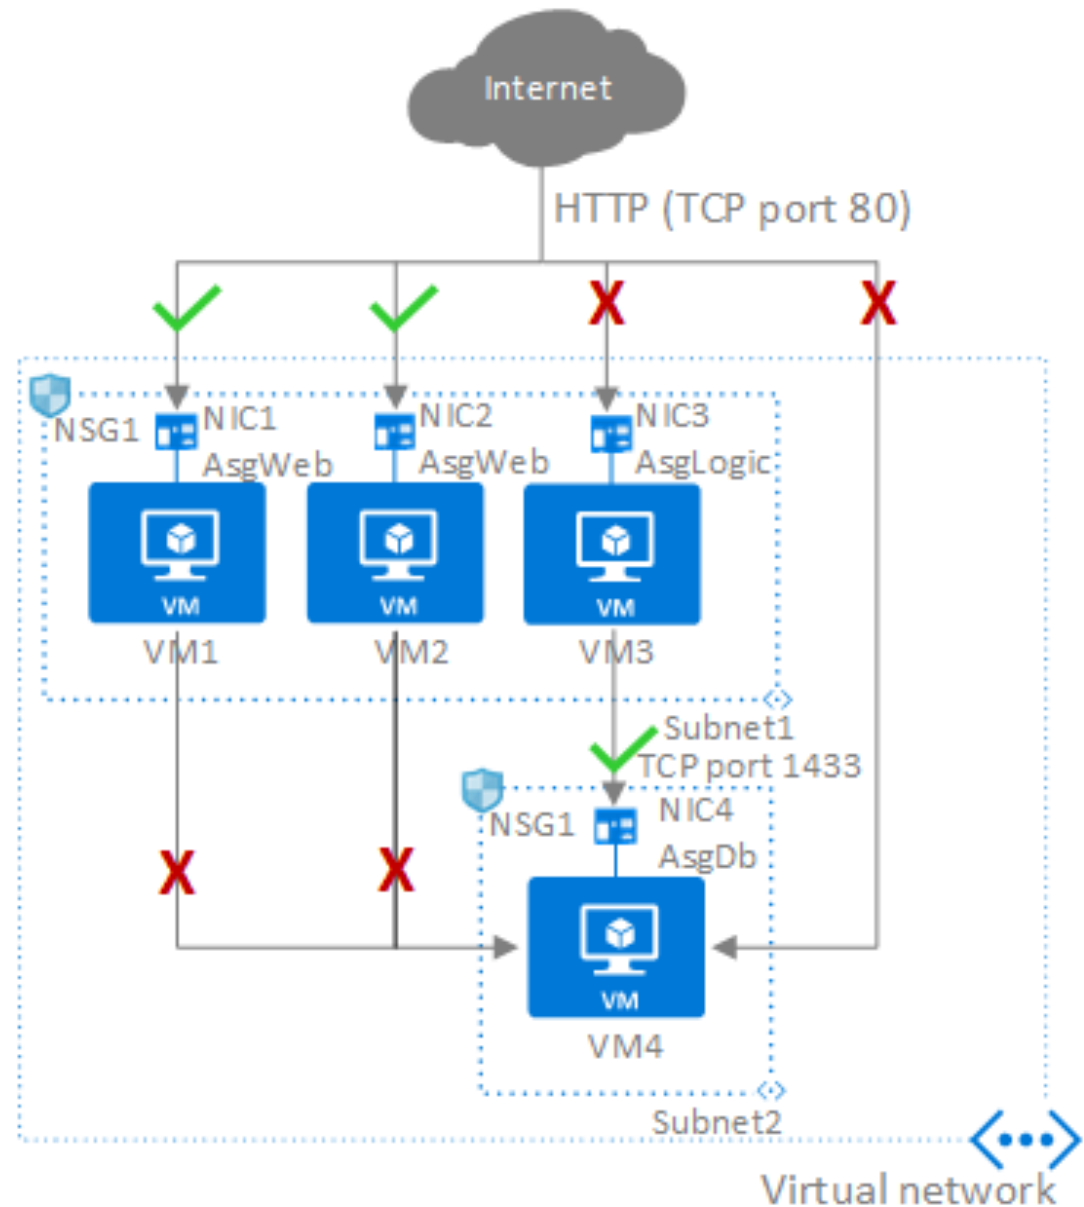 Internet
HTTP (TCP port 80)
X
X
NSG1
NIC1
AsgWeb
NIC2
AsgWeb
NIC3
AsgLogic
VM
VM
VM
VM1
VM2
VM3
Subnet1
TCP port 1433
X
X
NSG1
NIC4
AsgDb
VM
VM4
Subnet2
Virtual network